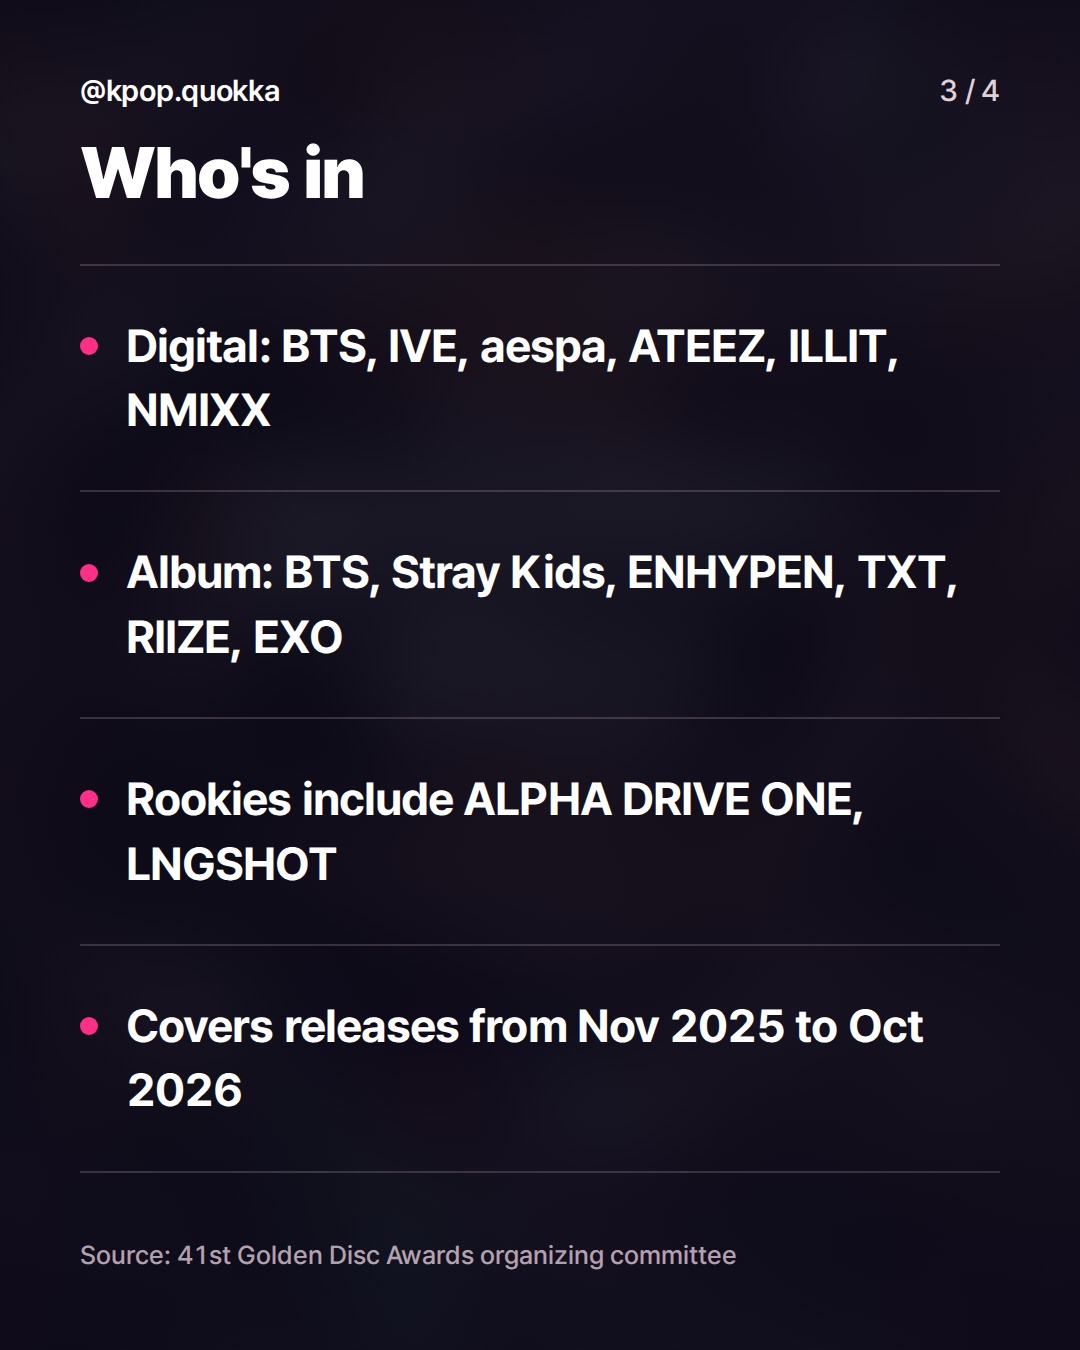 @kpop.quokka
3 / 4
Who's in
Digital: BTS, IVE, aespa, ATEEZ, ILLIT,
NMIXX
Album: BTS, Stray Kids, ENHYPEN, TXT,
RIIZE, EXO
Rookies include ALPHA DRIVE ONE,
LNGSHOT
Covers releases from Nov 2025 to Oct
2026
Source: 41st Golden Disc Awards organizing committee